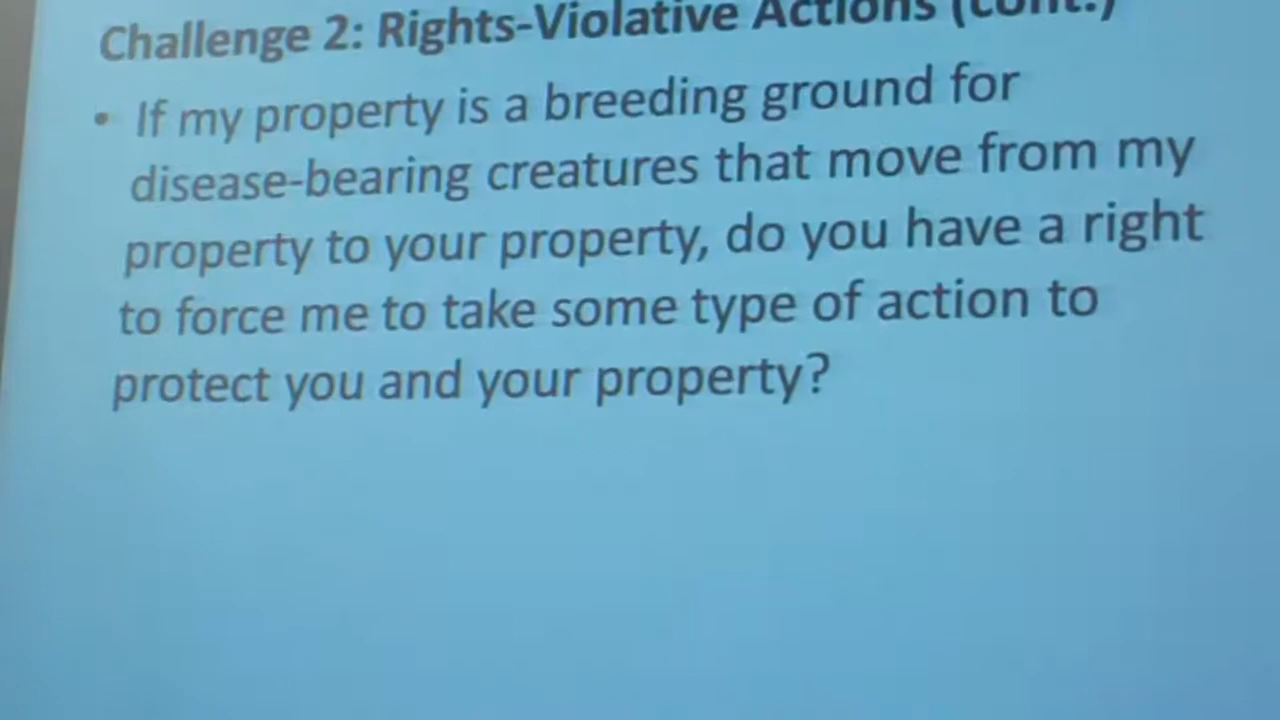 Challenge 2: Rights-Violative Actions (cont.)
• If my property is a breeding ground for
disease-bearing creatures that move from my
property to your property, do you have a right
to force me to take some type of action to
protect you and your property?